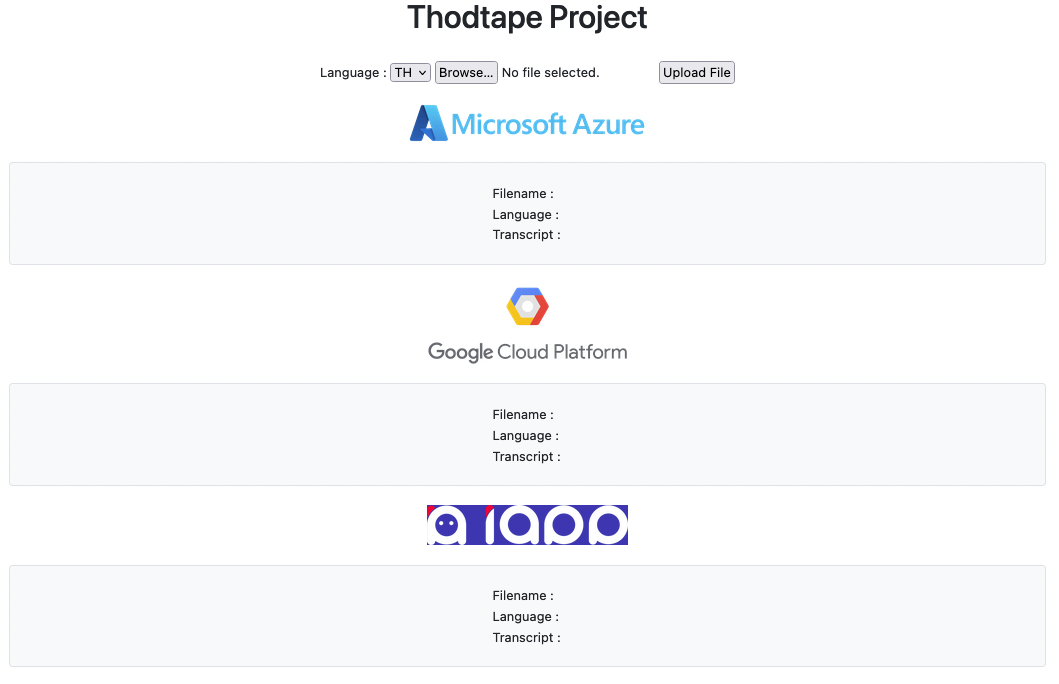 Thodtape Project
Language : TH Browse... No file selected. Upload File
Microsoft Azure
Filename :
Language :
Transcript :
Google Cloud Platform
Filename :
Language :
Transcript :
iapp
Filename :
Language :
Transcript :